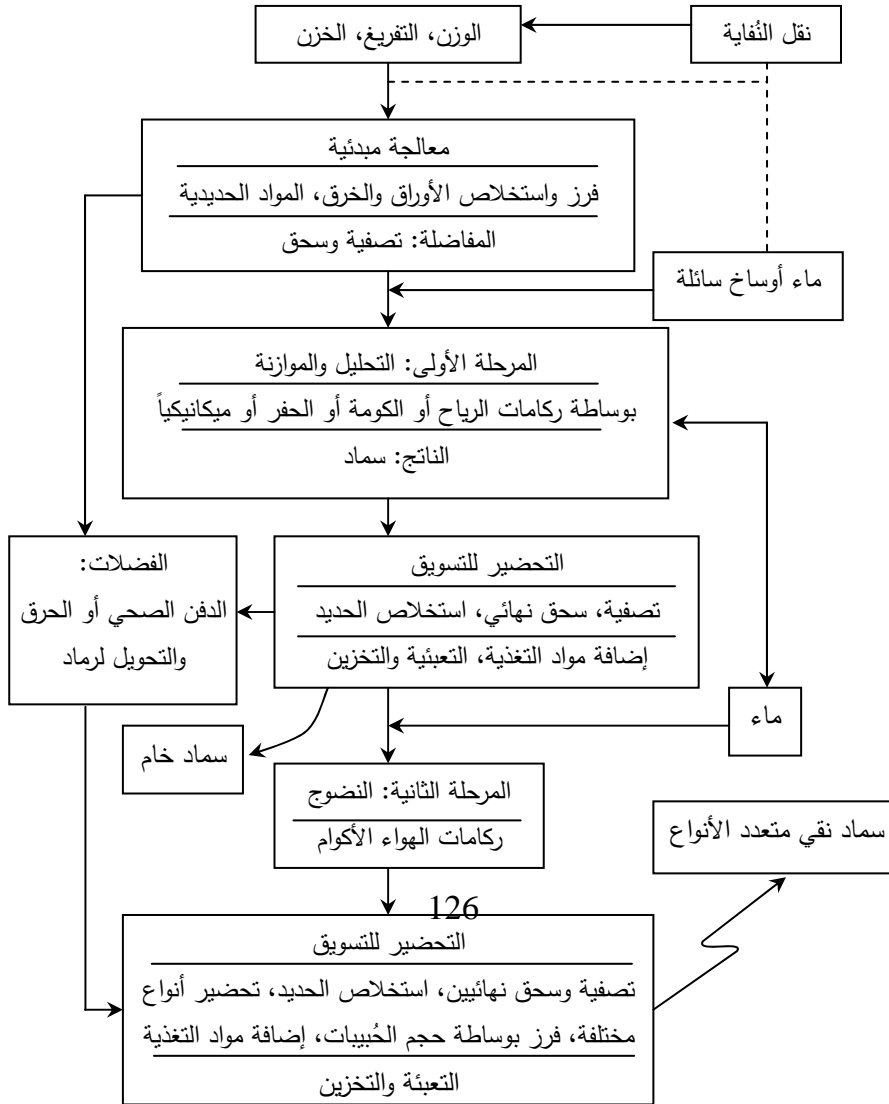 نقل النُفاية
الوزن، التفريغ، الخزن
معالجة مبدئية
فرز واستخلاص الأوراق والخرق، المواد الحديدية
المفاضلة: تصفية وسحق
ماء أوساخ سائلة
المرحلة الأولى: التحليل والموازنة
بوساطة ركامات الرياح أو الكومة أو الحفر أو ميكانيكياً
الناتج: سماد
التحضير للتسويق
تصفية، سحق نهائي، استخلاص الحديد
إضافة مواد التغذية، التعبئية والتخزين
الفضلات:
الدفن الصحي أو الحرق
والتحويل لرماد
ماء
سماد خام
المرحلة الثانية: النضوج
ركامات الهواء الأكوام
سماد نقي متعدد الأنواع
126
التحضير للتسويق
تصفية وسحق نهائيين، استخلاص الحديد، تحضير أنواع
مختلفة، فرز بوساطة حجم الحُبيبات، إضافة مواد التغذية
التعبئة والتخزين